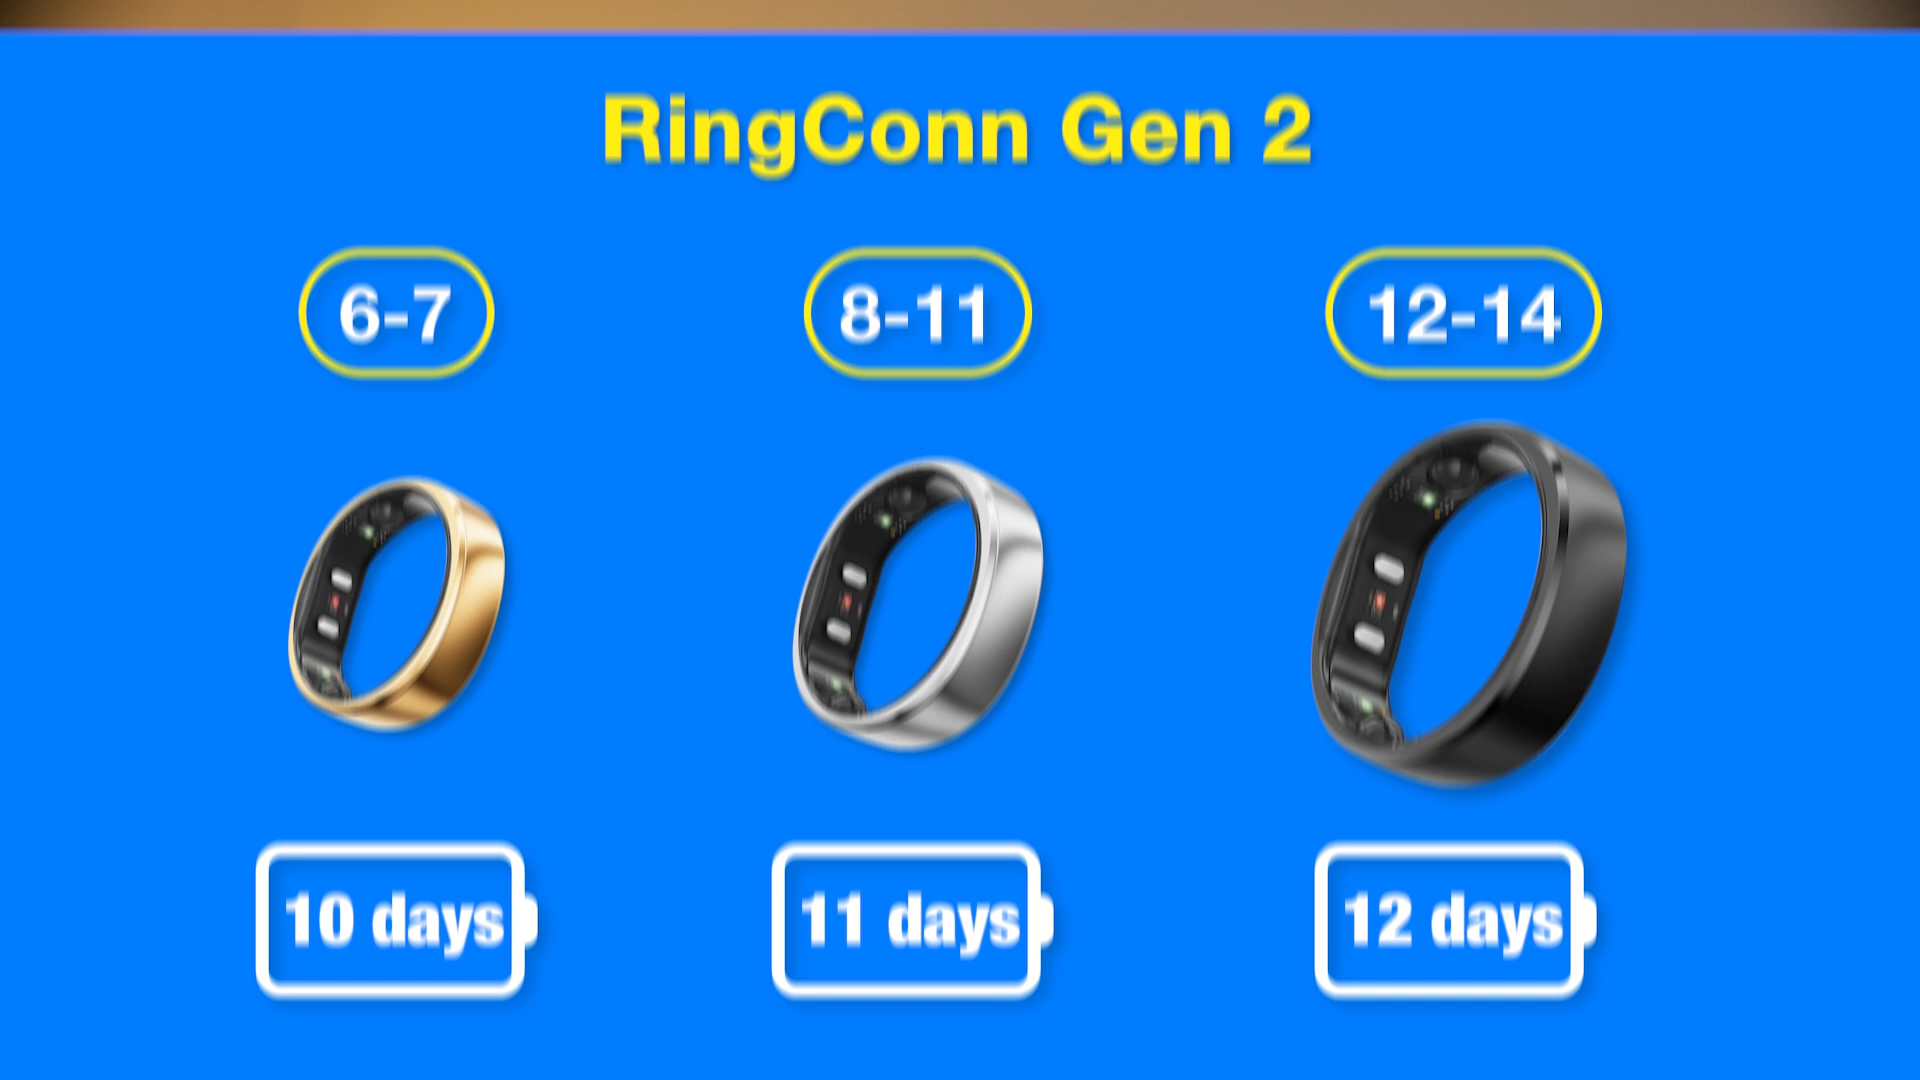 RingConn Gen 2
6-7
8-11
12-14
10 days
11 days
12 days